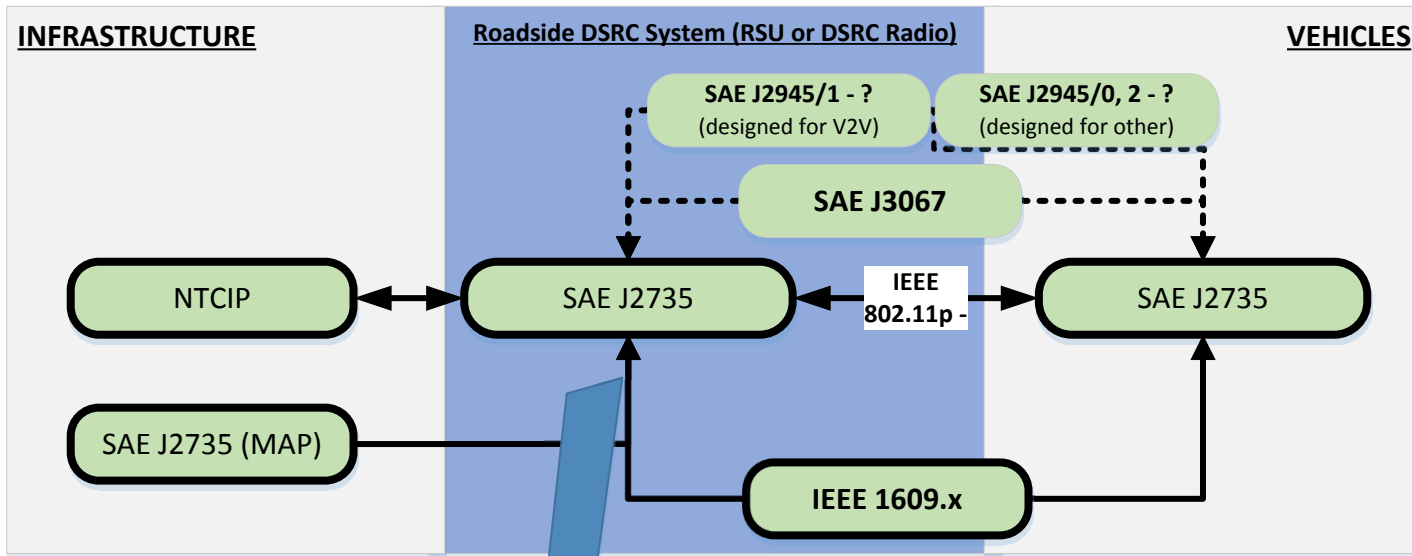 INFRASTRUCTURE
Roadside DSRC System (RSU or DSRC Radio)
VEHICLES
SAE J2945/1 - ?
(designed for V2V)
SAE J2945/0, 2 - ?
(designed for other)
SAE J3067
NTCIP
SAE J2735
IEEE
802.11p -
SAE J2735
SAE J2735 (MAP)
IEEE 1609.x